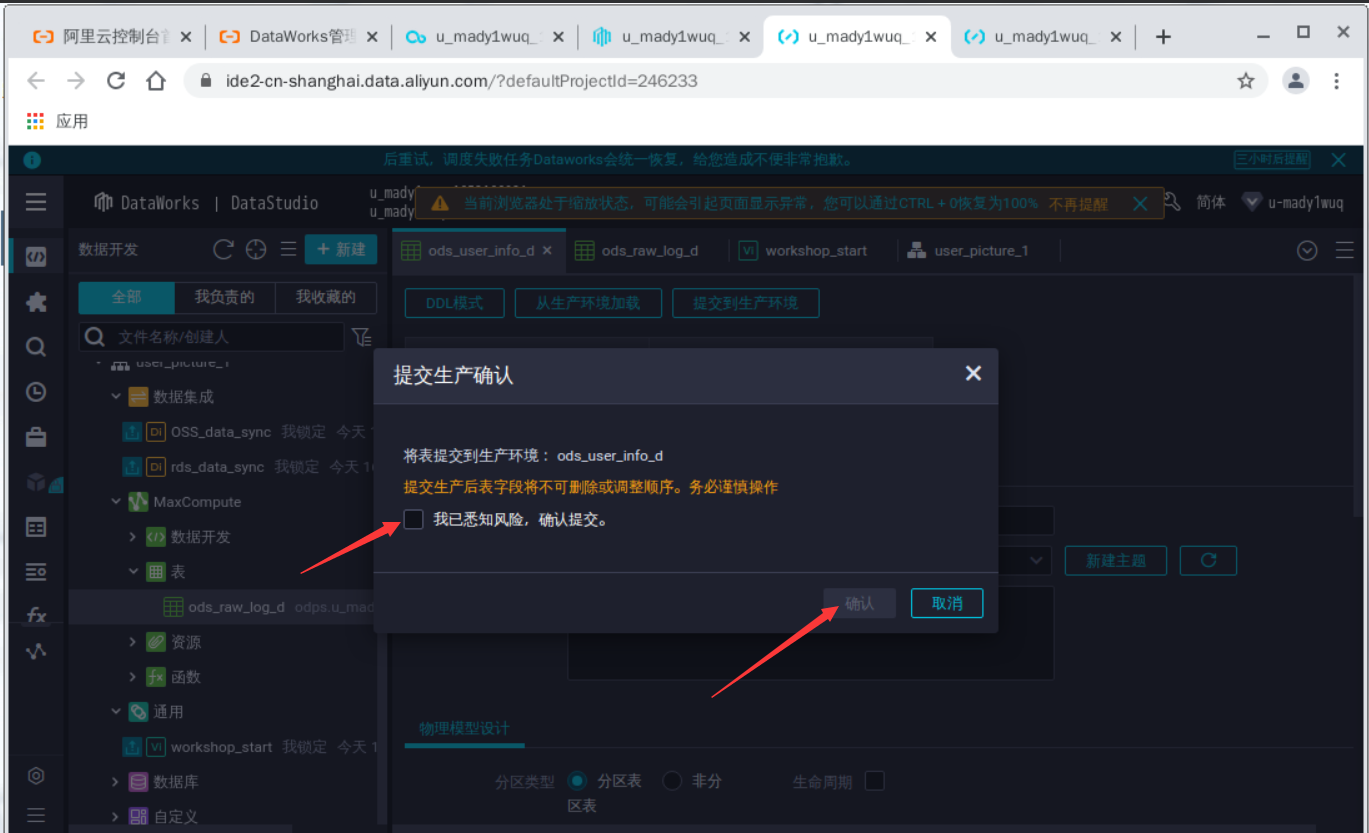 阿里云控制台首
DataWorks管理
u_mady1wuq_
u_mady1wuq_
u_mady1wuq_
u_mady1wuq_
ide2-cn-shanghai.data.aliyun.com/?defaultProjectId=246233
应用
后重试，调度失败任务Dataworks会统一恢复，给您造成不便非常抱歉。
三小时后提醒
DataWorks | DataStudio
u_mady
u_mady
当前浏览器处于缩放状态，可能会引起页面显示异常，您可以通过CTRL + 0恢复为100% 不再提醒
简体
u-mady1wuq
数据开发
+ 新建
ods_user_info_d
ods_raw_log_d
Vi workshop_start
user_picture_1
全部 我负责的 我收藏的
DDL模式 从生产环境加载 提交到生产环境
文件名称/创建人
user_picture_1
提交生产确认
数据集成
Di OSS_data_sync 我锁定 今天 1
将表提交到生产环境： ods_user_info_d
Di rds_data_sync 我锁定 今天 1
提交生产后表字段将不可删除或调整顺序。务必谨慎操作
MaxCompute
我已悉知风险，确认提交。
数据开发
新建主题
表
确认 取消
ods_raw_log_d odps.u_mad
资源
函数
通用
物理模型设计
Vi workshop_start 我锁定 今天 1
分区类型 分区表 非分区表 生命周期
数据库
自定义